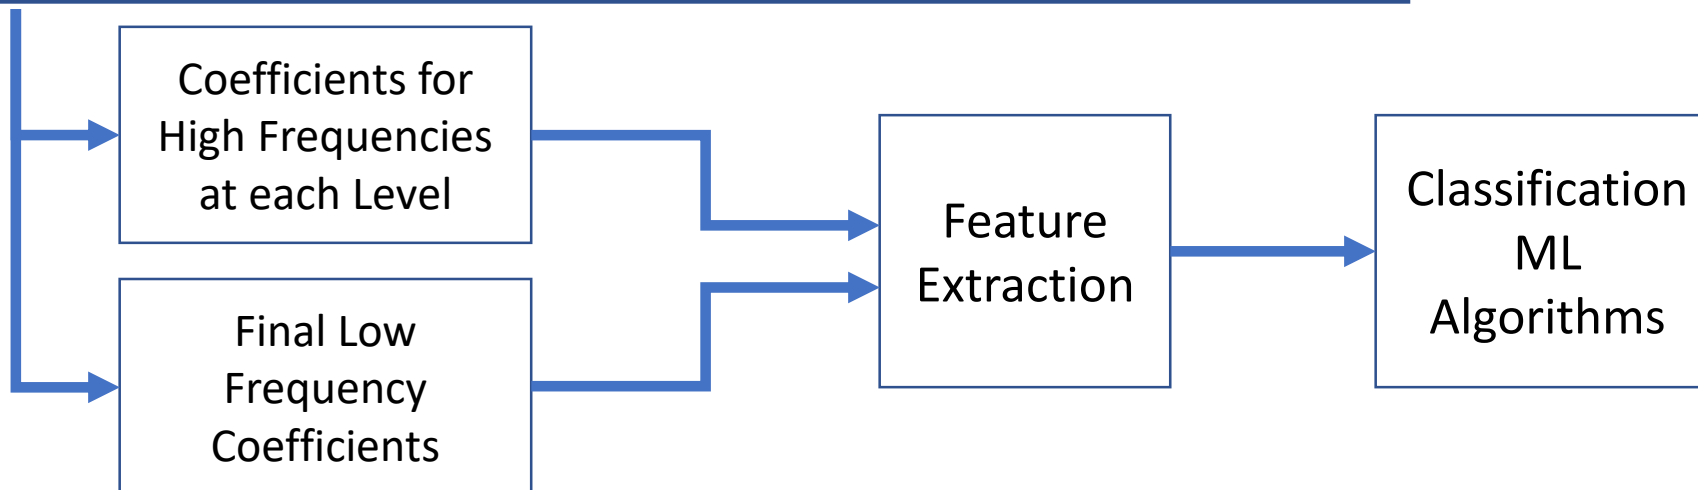 Coefficients for
High Frequencies
at each Level
Final Low
Frequency
Coefficients
Feature
Extraction
Classification
ML
Algorithms